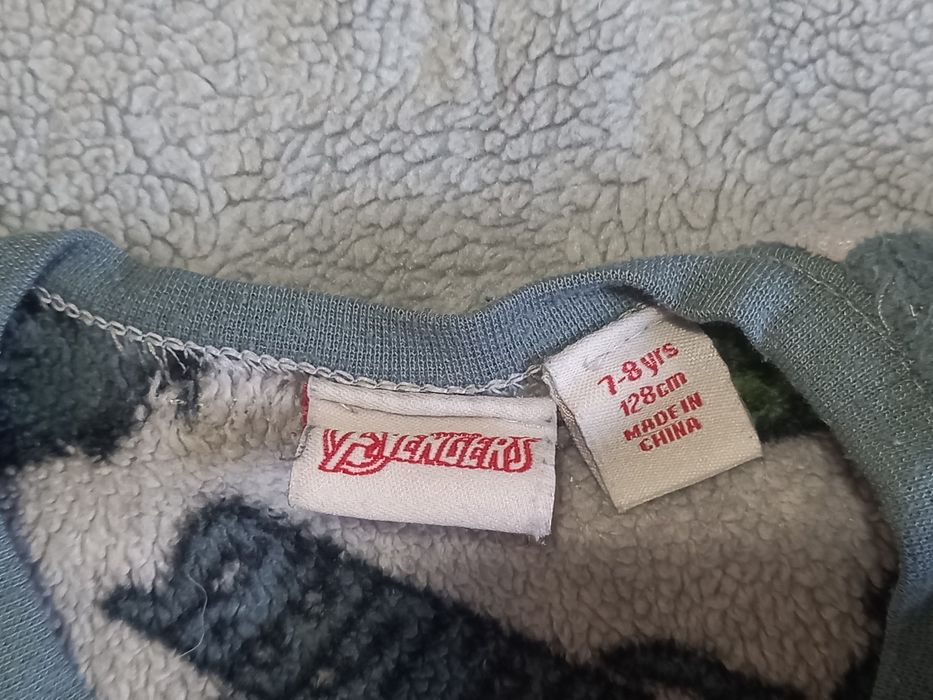 AVENGERS
7-8 yrs
128cm
MADE IN
CHINA